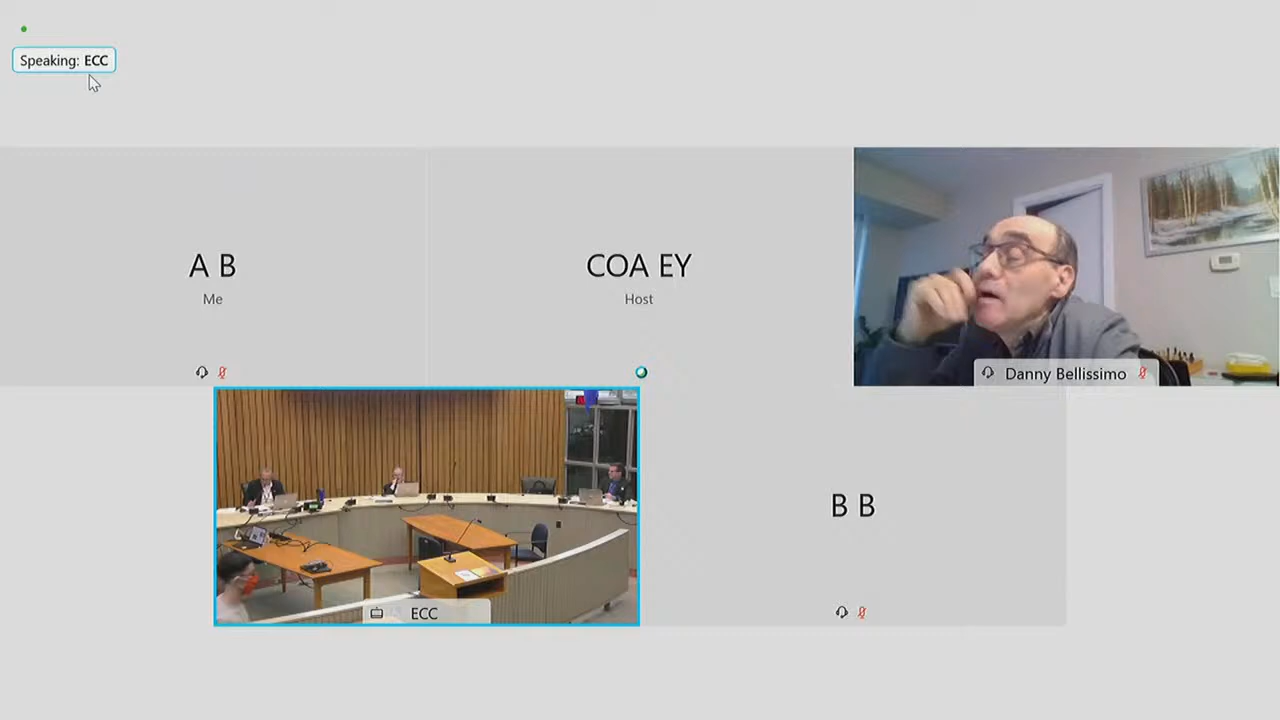 Speaking: ECC
A B
Me
COA EY
Host
Danny Bellissimo
ECC
B B